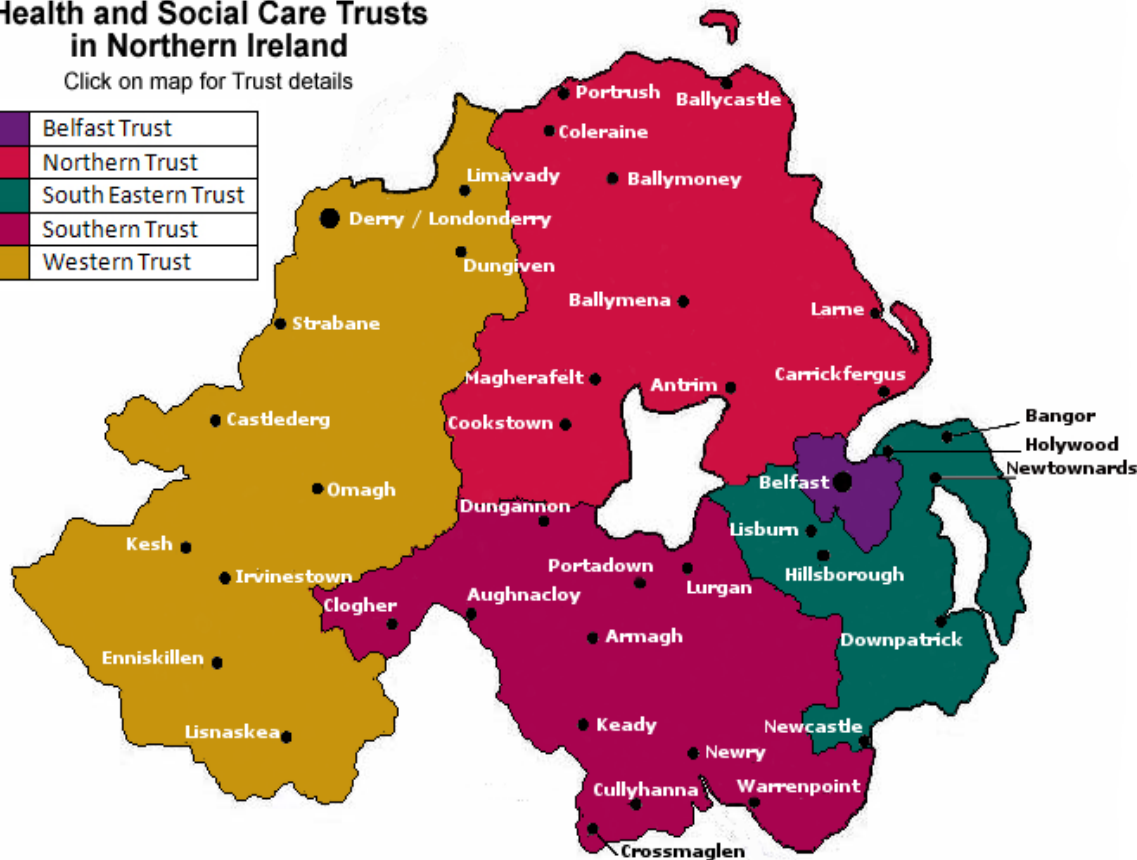 Health and Social Care Trusts
in Northern Ireland
Click on map for Trust details
Belfast Trust
Northern Trust
South Eastern Trust
Southern Trust
Western Trust
Portrush
Ballycastle
Coleraine
Limavady
Ballymoney
Derry / Londonderry
Dungiven
Ballymena
Larne
Strabane
Magherafelt
Antrim
Carrickfergus
Castlederg
Cookstown
Bangor
Holywood
Newtownards
Belfast
Omagh
Dungannon
Lisburn
Kesh
Portadown
Irvinestown
Hillsborough
Lurgan
Aughnacloy
Clogher
Armagh
Downpatrick
Enniskillen
Keady
Newcastle
Lisnaskea
Newry
Cullyhanna
Warrenpoint
Crossmaglen